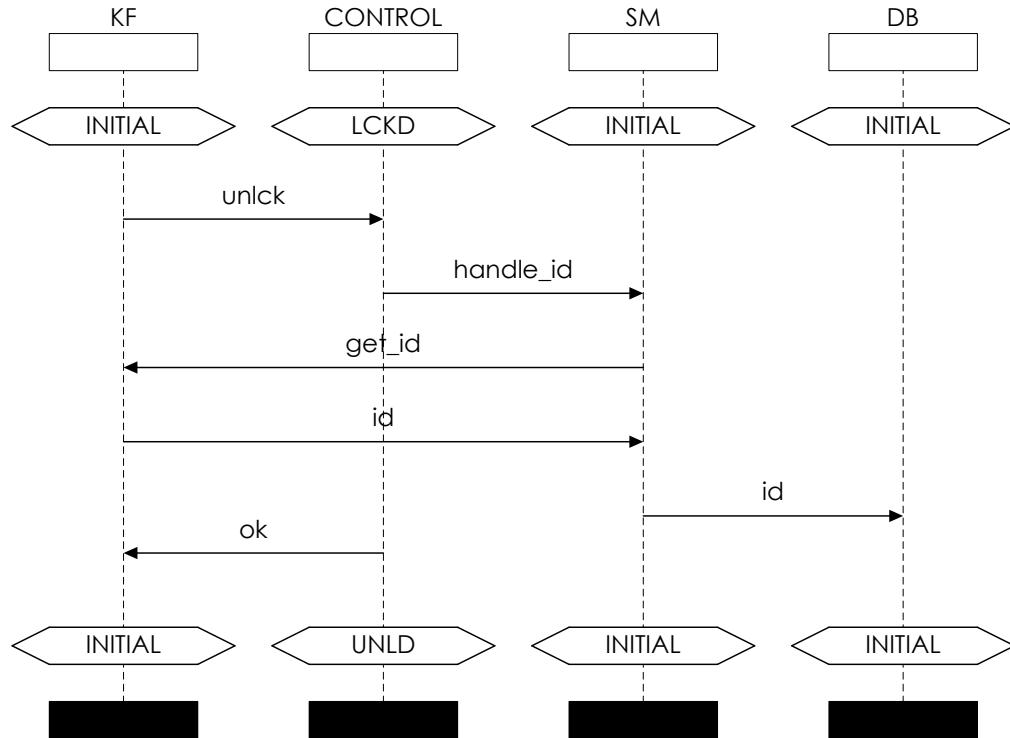 KF CONTROL SM DB
INITIAL LCKD INITIAL INITIAL
unlck
handle_id
get_id
id
id
ok
INITIAL UNLD INITIAL INITIAL